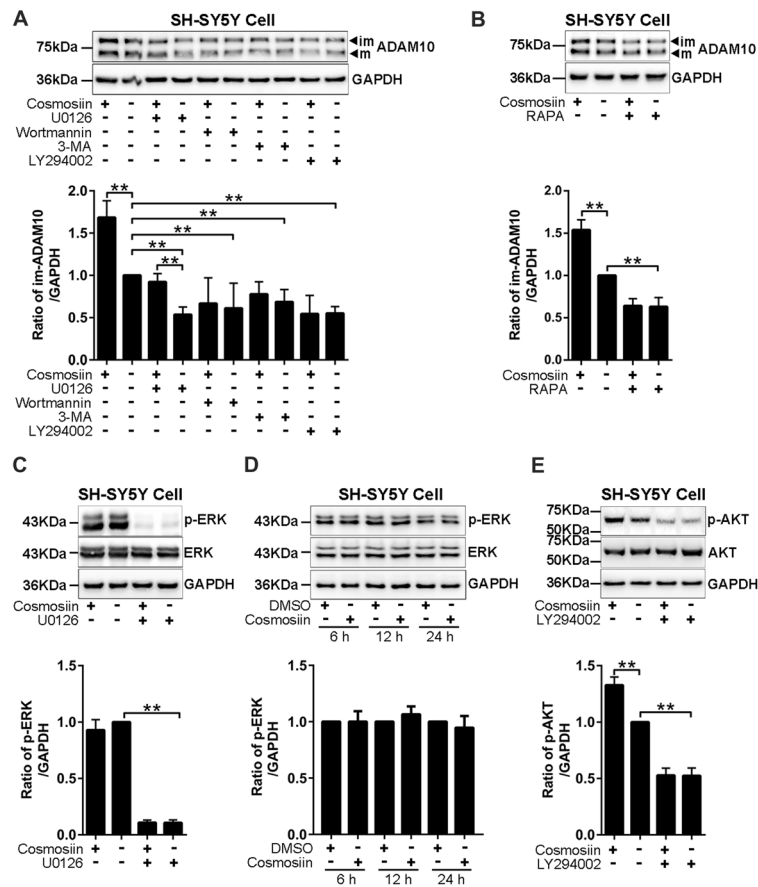 A
SH-SY5Y Cell
75kDa
im
m
ADAM10
36kDa
GAPDH
Cosmosiin + - + - + - + - + -
U0126 - - + + - - - - - -
Wortmannin - - - - + + - - - -
3-MA - - - - - - + + - -
LY294002 - - - - - - - - + +
Ratio of im-ADAM10
/GAPDH
2.0
1.5
1.0
0.5
0.0
** ** ** ** ** **
Cosmosiin + - + - + - + - + -
U0126 - - + + - - - - - -
Wortmannin - - - - + + - - - -
3-MA - - - - - - + + - -
LY294002 - - - - - - - - + +
B
SH-SY5Y Cell
75kDa
im
m
ADAM10
36kDa
GAPDH
Cosmosiin + - + -
RAPA - - + +
Ratio of im-ADAM10
/GAPDH
2.0
1.5
1.0
0.5
0.0
** **
Cosmosiin + - + -
RAPA - - + +
C
SH-SY5Y Cell
43KDa
p-ERK
43KDa
ERK
36KDa
GAPDH
Cosmosiin + - + -
U0126 - - + +
Ratio of p-ERK
/GAPDH
1.5
1.0
0.5
0.0
**
Cosmosiin + - + -
U0126 - - + +
D
SH-SY5Y Cell
43KDa
p-ERK
43KDa
ERK
36KDa
GAPDH
DMSO + - + - + -
Cosmosiin - + - + - +
6 h 12 h 24 h
Ratio of p-ERK
/GAPDH
1.5
1.0
0.5
0.0
DMSO + - + - + -
Cosmosiin - + - + - +
6 h 12 h 24 h
E
SH-SY5Y Cell
75KDa
50KDa
p-AKT
75KDa
50KDa
AKT
36KDa
GAPDH
Cosmosiin + - + -
LY294002 - - + +
Ratio of p-AKT
/GAPDH
1.5
1.0
0.5
0.0
** **
Cosmosiin + - + -
LY294002 - - + +